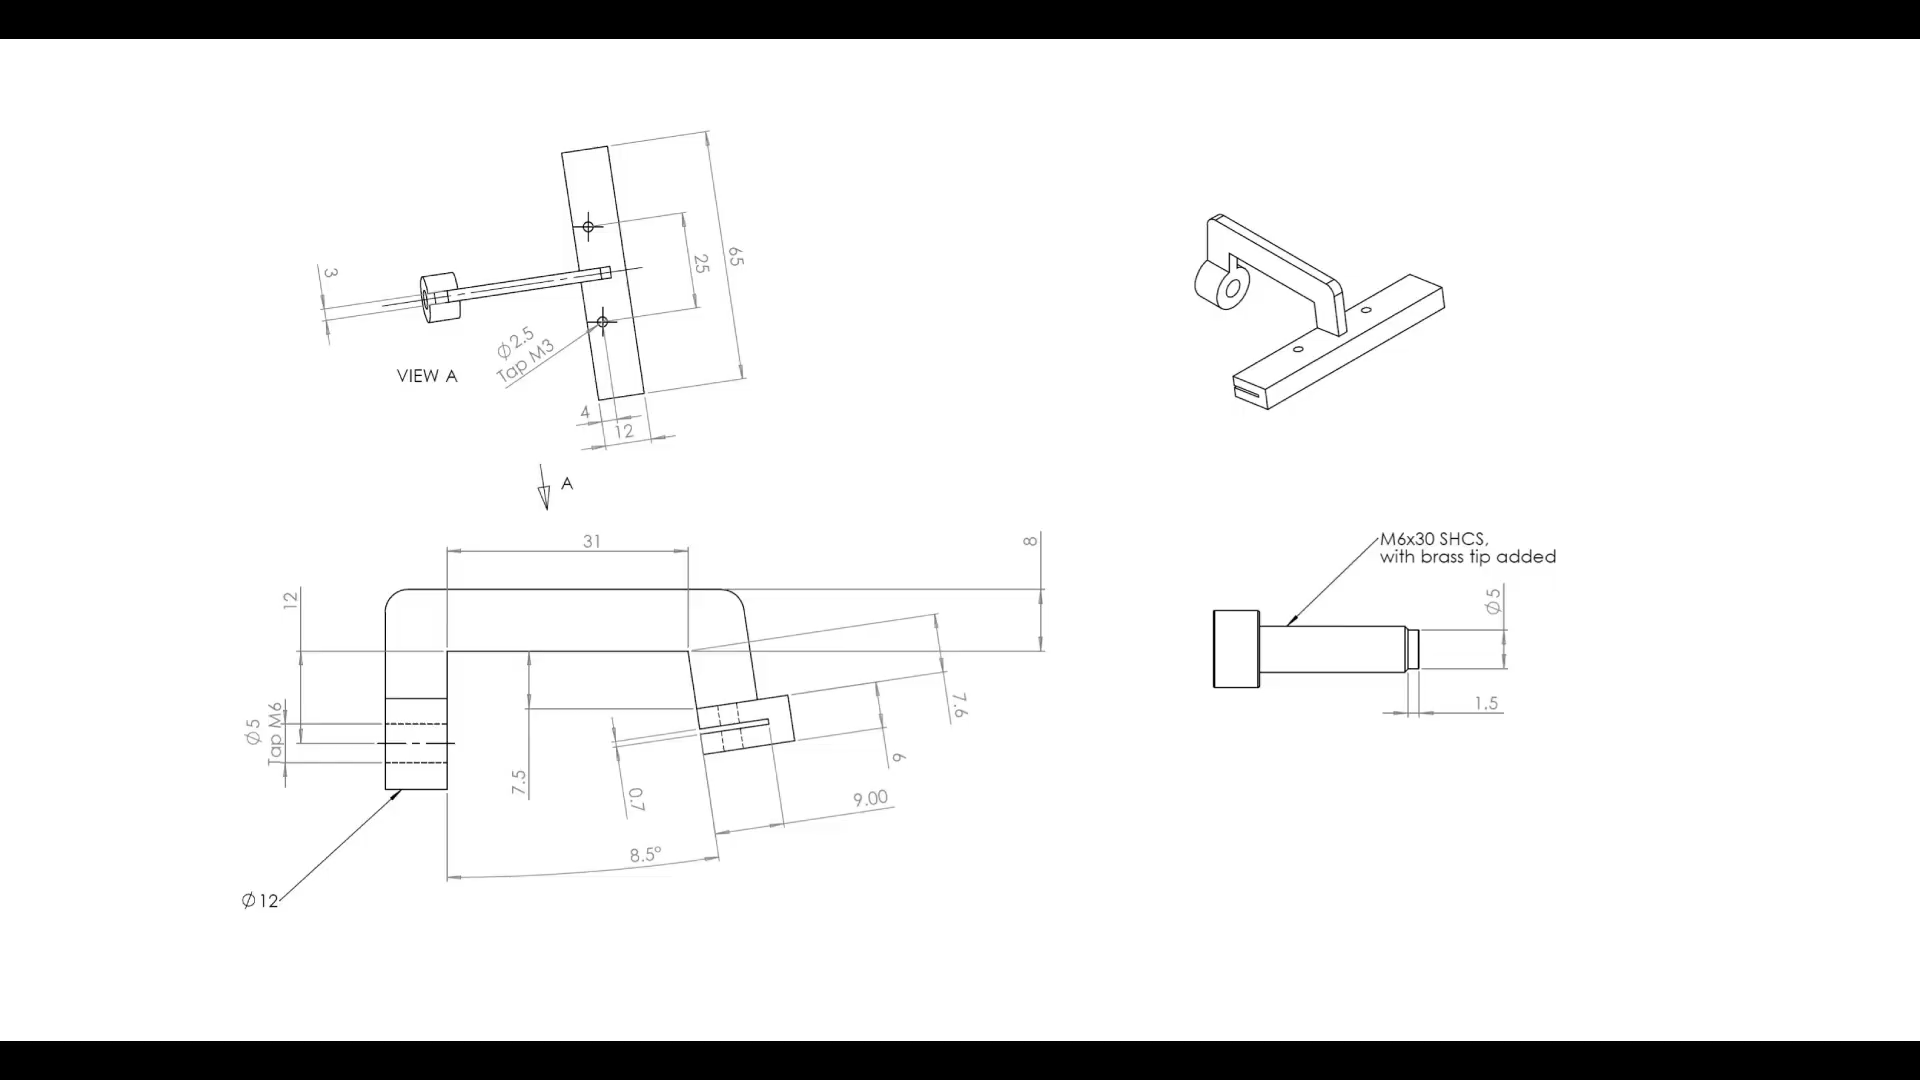 65
25
3
Ø2.5
Tap M3
VIEW A
4
12
A
31
8
12
M6x30 SHCS,
with brass tip added
Ø5
1.5
Ø5
Tap M6
7.6
6
7.5
0.7
9.00
8.5°
Ø12